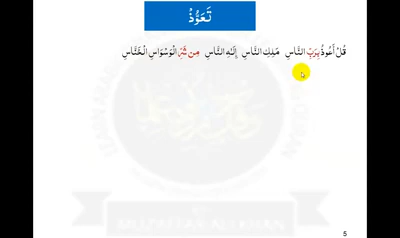 تَعَوُّذْ
قُلْ أَعُوذُ بِرَبِّ النَّاسِ مَلِكِ النَّاسِ إِلَٰهِ النَّاسِ مِن شَرِّ الْوَسْوَاسِ الْخَنَّاسِ
5